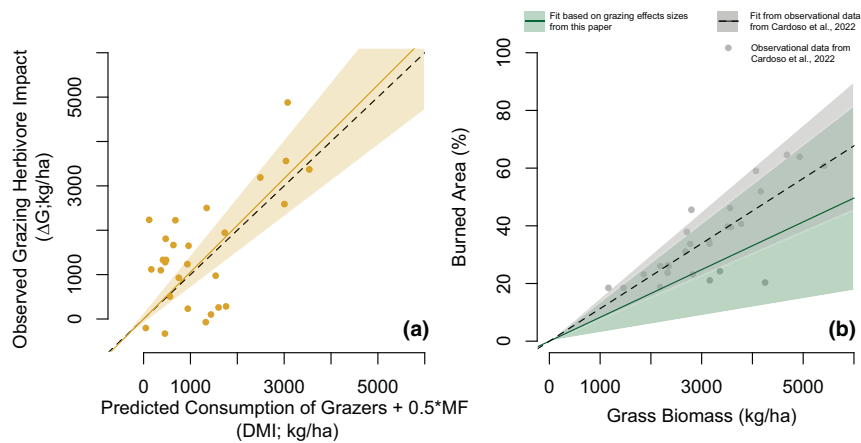 Observed Grazing Herbivore Impact
(ΔG;kg/ha)
0 1000 3000 5000
(a)
0 1000 3000 5000
Predicted Consumption of Grazers + 0.5*MF
(DMI; kg/ha)
Fit based on grazing effects sizes
from this paper
Fit from observational data
from Cardoso et al., 2022
Observational data from
Cardoso et al., 2022
Burned Area (%)
0 20 40 60 80 100
(b)
0 1000 3000 5000
Grass Biomass (kg/ha)